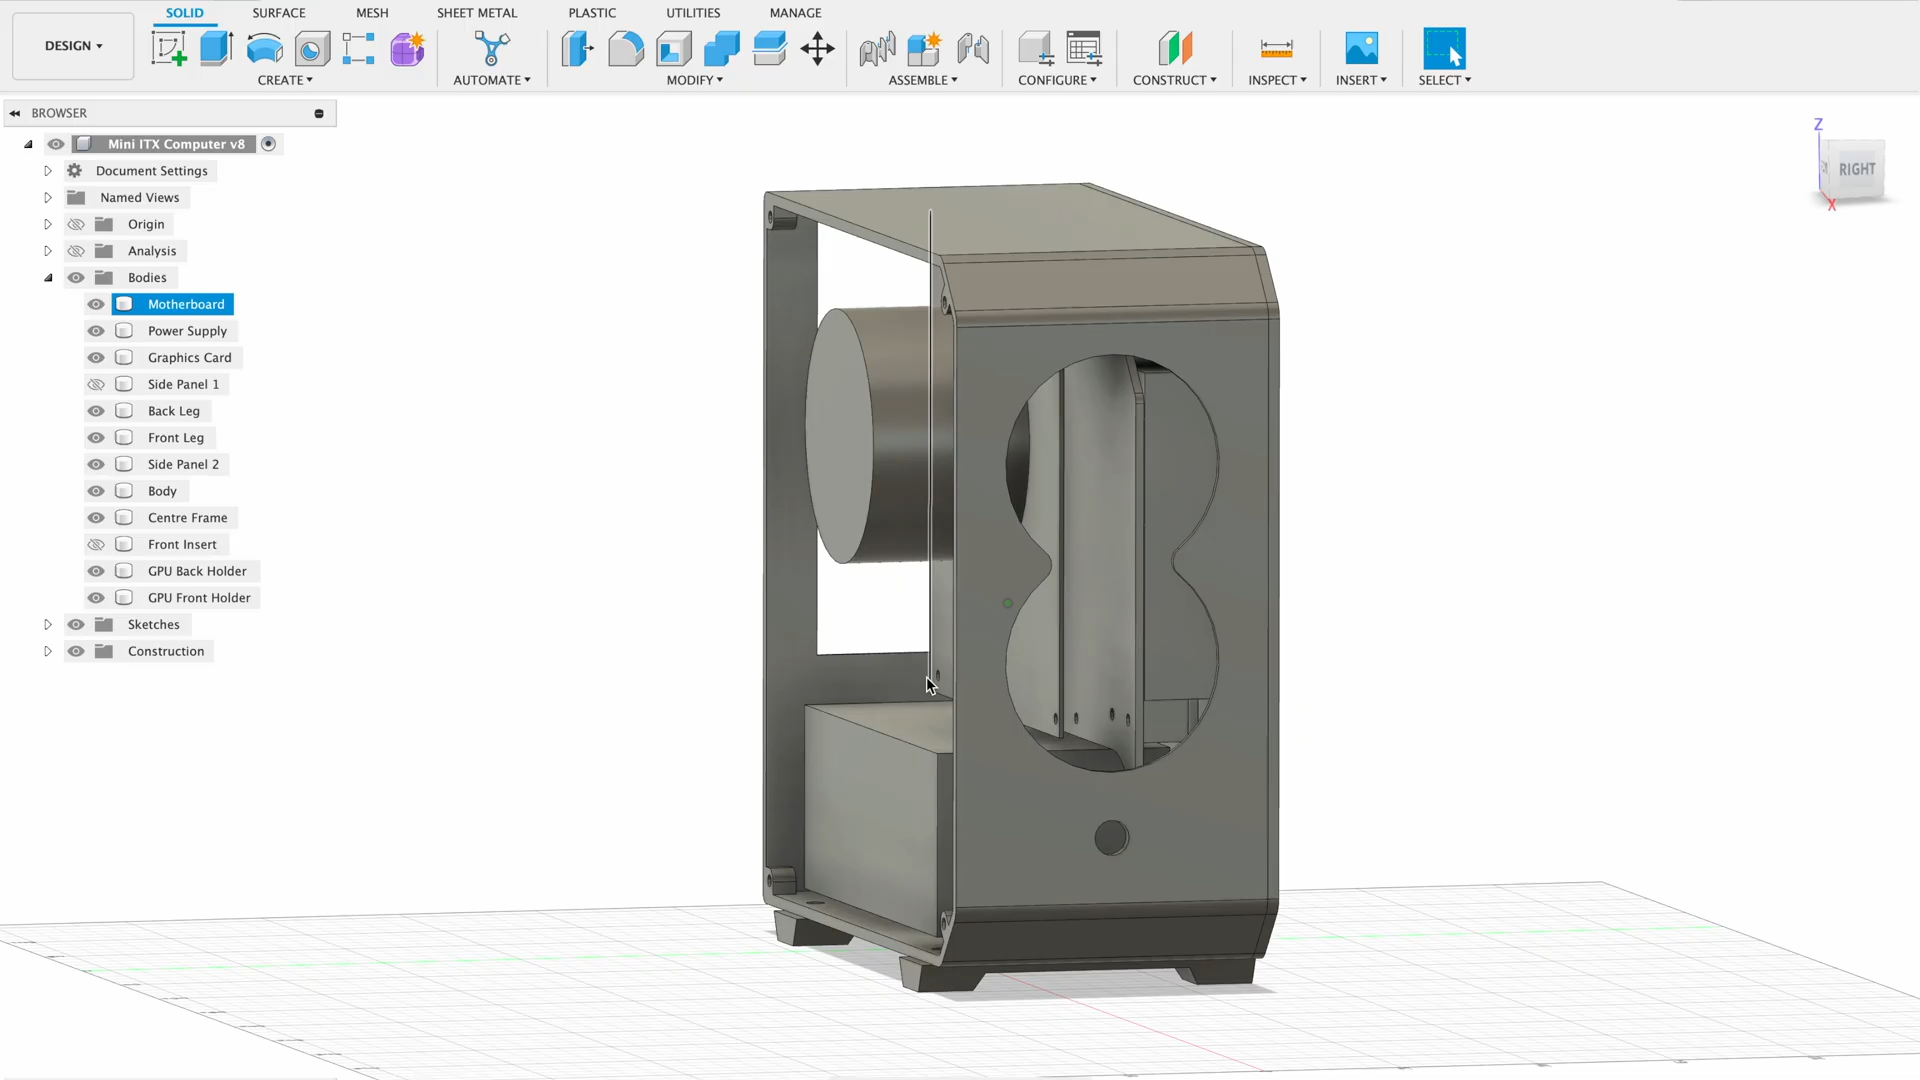 SOLID SURFACE MESH SHEET METAL PLASTIC UTILITIES MANAGE
DESIGN
CREATE AUTOMATE MODIFY ASSEMBLE CONFIGURE CONSTRUCT INSPECT INSERT SELECT
BROWSER
Mini ITX Computer v8
Document Settings
Named Views
Origin
Analysis
Bodies
Motherboard
Power Supply
Graphics Card
Side Panel 1
Back Leg
Front Leg
Side Panel 2
Body
Centre Frame
Front Insert
GPU Back Holder
GPU Front Holder
Sketches
Construction
Z
RIGHT
X